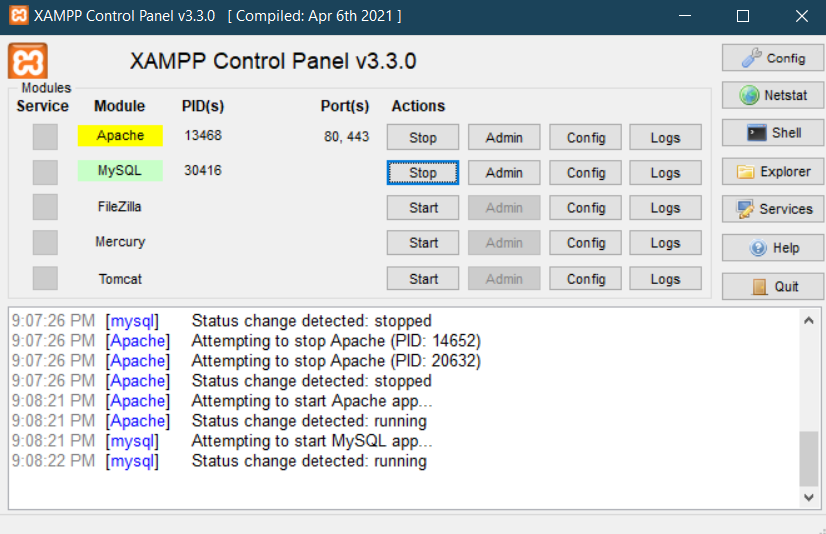 XAMPP Control Panel v3.3.0 [ Compiled: Apr 6th 2021 ]
XAMPP Control Panel v3.3.0
Config
Modules
Service Module PID(s) Port(s) Actions
Netstat
Apache 13468 80, 443 Stop Admin Config Logs
Shell
MySQL 30416 Stop Admin Config Logs
Explorer
FileZilla Start Admin Config Logs
Services
Mercury Start Admin Config Logs
Help
Tomcat Start Admin Config Logs
Quit
9:07:26 PM [mysql] Status change detected: stopped
9:07:26 PM [Apache] Attempting to stop Apache (PID: 14652)
9:07:26 PM [Apache] Attempting to stop Apache (PID: 20632)
9:07:26 PM [Apache] Status change detected: stopped
9:08:21 PM [Apache] Attempting to start Apache app...
9:08:21 PM [Apache] Status change detected: running
9:08:21 PM [mysql] Attempting to start MySQL app...
9:08:22 PM [mysql] Status change detected: running